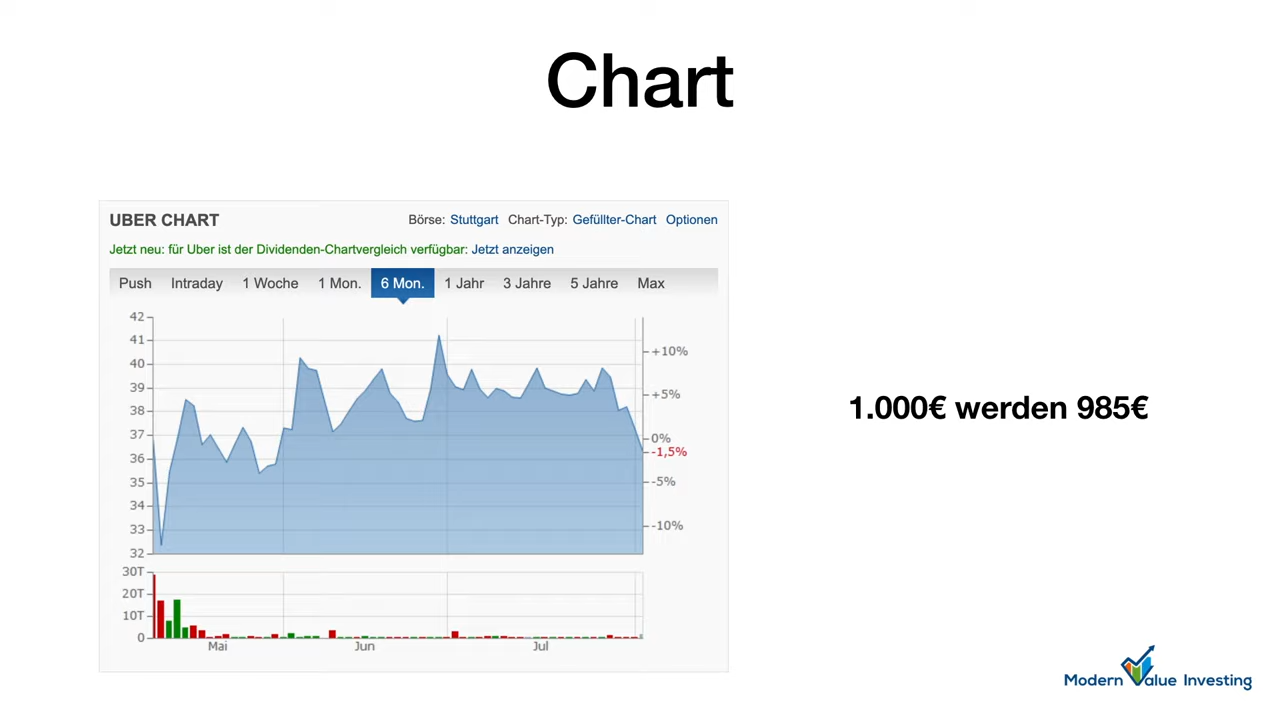 Chart
UBER CHART
Börse: Stuttgart Chart-Typ: Gefüllter-Chart Optionen
Jetzt neu: für Uber ist der Dividenden-Chartvergleich verfügbar: Jetzt anzeigen
Push Intraday 1 Woche 1 Mon. 6 Mon. 1 Jahr 3 Jahre 5 Jahre Max
42
41
40
39
38
37
36
35
34
33
32
+10%
+5%
0%
-1,5%
-5%
-10%
30T
20T
10T
0
Mai Jun Jul
1.000€ werden 985€
Modern Value Investing